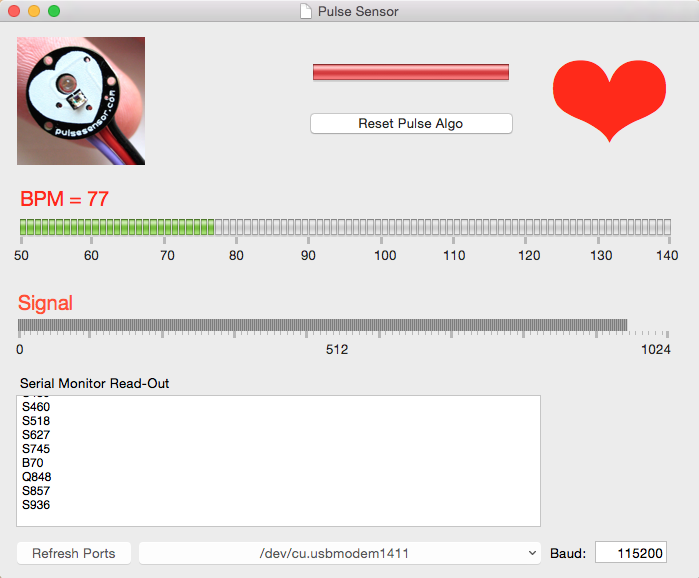 Pulse Sensor
pulsesensor.com
Reset Pulse Algo
BPM = 77
50 60 70 80 90 100 110 120 130 140
Signal
0 512 1024
Serial Monitor Read-Out
S460
S518
S627
S745
B70
Q848
S857
S936
Refresh Ports /dev/cu.usbmodem1411 Baud: 115200